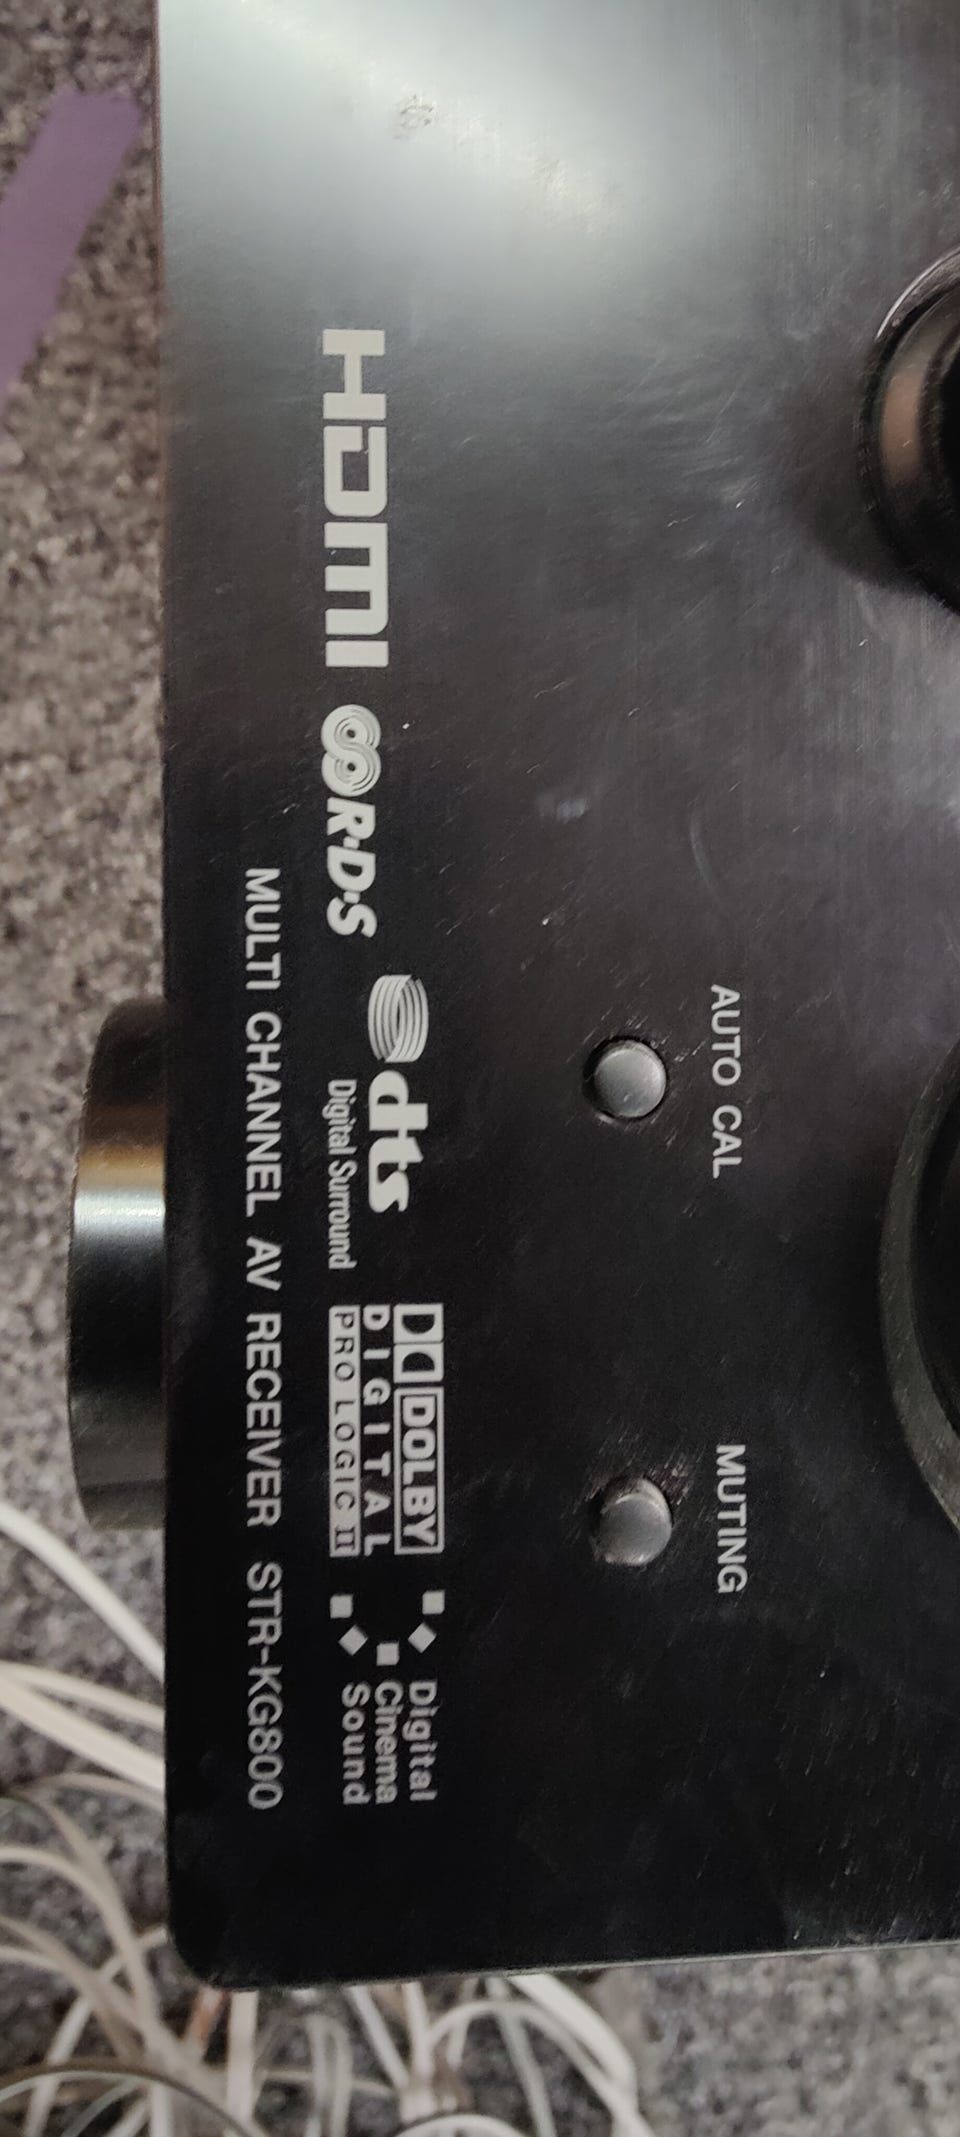 AUTO CAL
MUTING
HDMI
R·D·S
dts
Digital Surround
DOLBY
DIGITAL
PRO LOGIC II
Digital
Cinema
Sound
MULTI CHANNEL AV RECEIVER STR-KG800